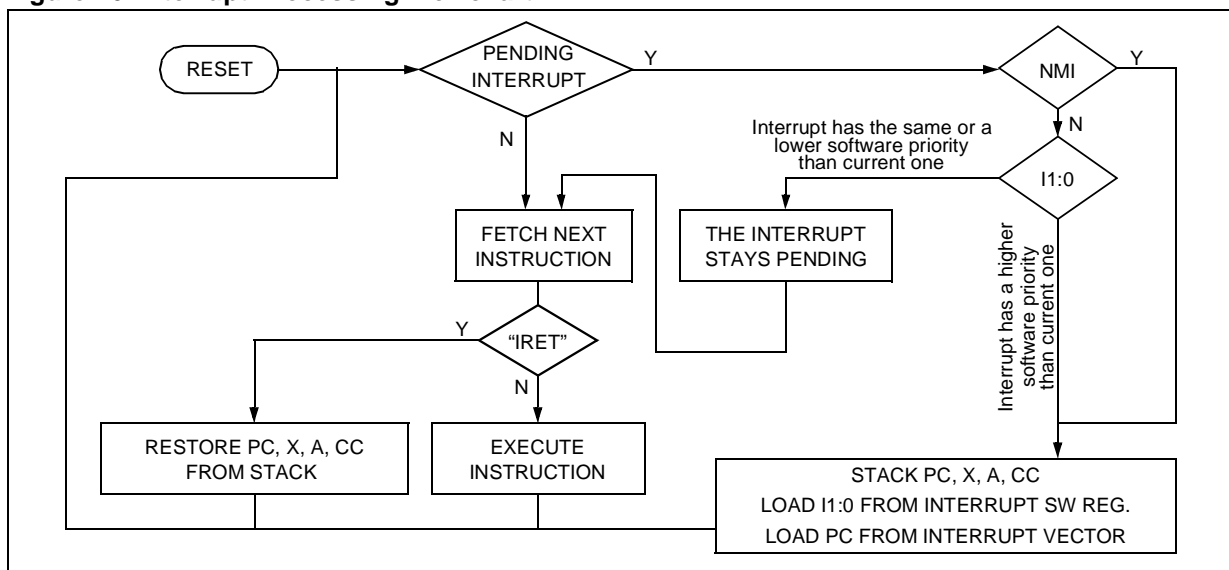 RESET
PENDING
INTERRUPT
Y
NMI
Y
N
N
Interrupt has the same or a
lower software priority
than current one
I1:0
FETCH NEXT
INSTRUCTION
THE INTERRUPT
STAYS PENDING
Interrupt has a higher
software priority
than current one
Y
“IRET”
N
RESTORE PC, X, A, CC
FROM STACK
EXECUTE
INSTRUCTION
STACK PC, X, A, CC
LOAD I1:0 FROM INTERRUPT SW REG.
LOAD PC FROM INTERRUPT VECTOR